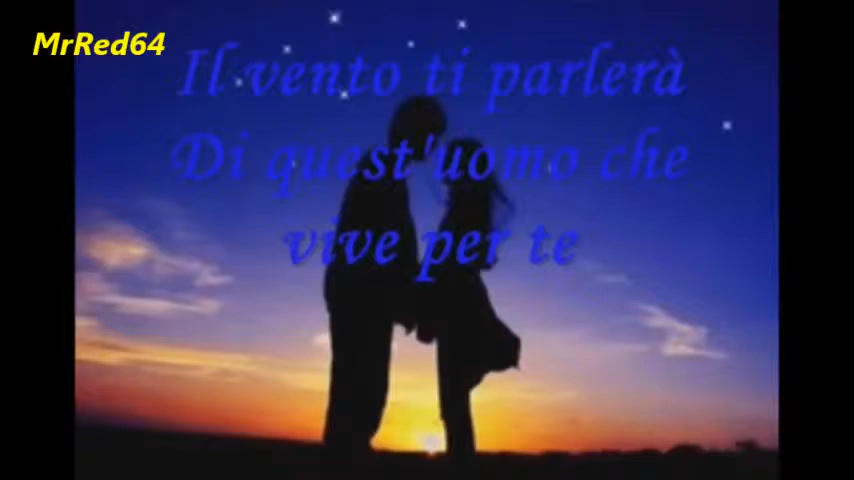 MrRed64
Il vento ti parlerà
Di quest'uomo che
vive per te